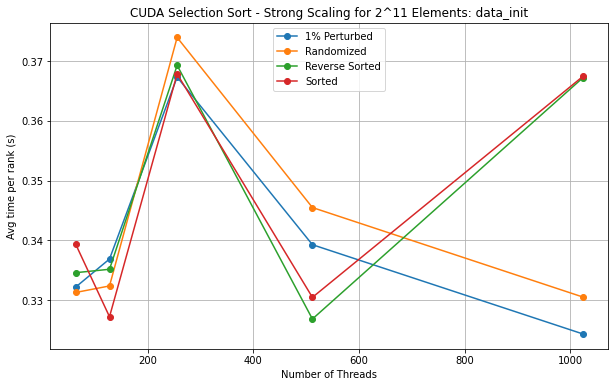 CUDA Selection Sort - Strong Scaling for 2^11 Elements: data_init
1% Perturbed
Randomized
Reverse Sorted
Sorted
Avg time per rank (s)
0.37
0.36
0.35
0.34
0.33
200 400 600 800 1000
Number of Threads